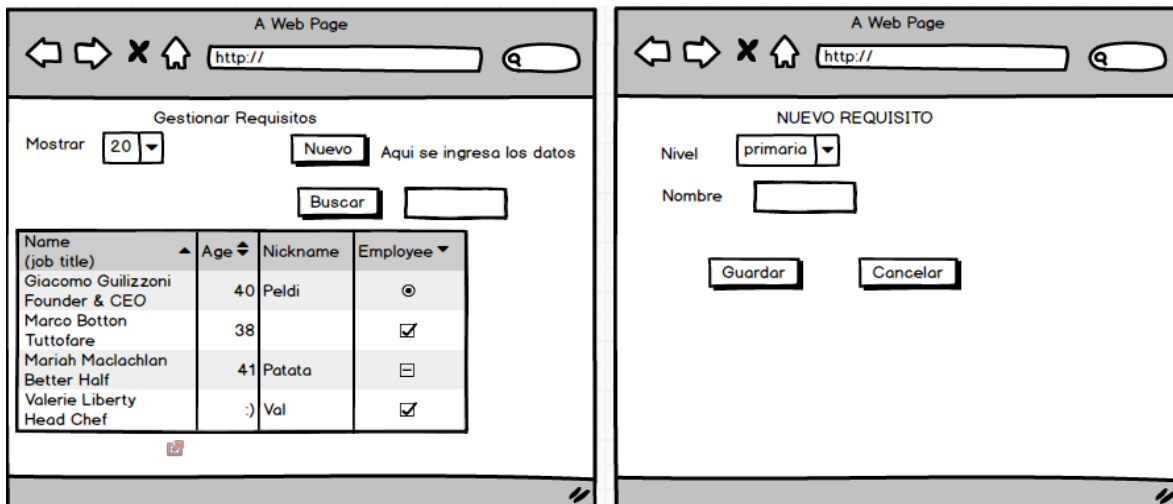 A Web Page
http://
Gestionar Requisitos
Mostrar 20 Nuevo Aqui se ingresa los datos
Buscar
Name
(job title) Age Nickname Employee
Giacomo Guilizzoni
Founder & CEO 40 Peldi
Marco Botton
Tuttofare 38
Mariah Maclachlan
Better Half 41 Patata
Valerie Liberty
Head Chef :) Val
A Web Page
http://
NUEVO REQUISITO
Nivel primaria
Nombre
Guardar Cancelar